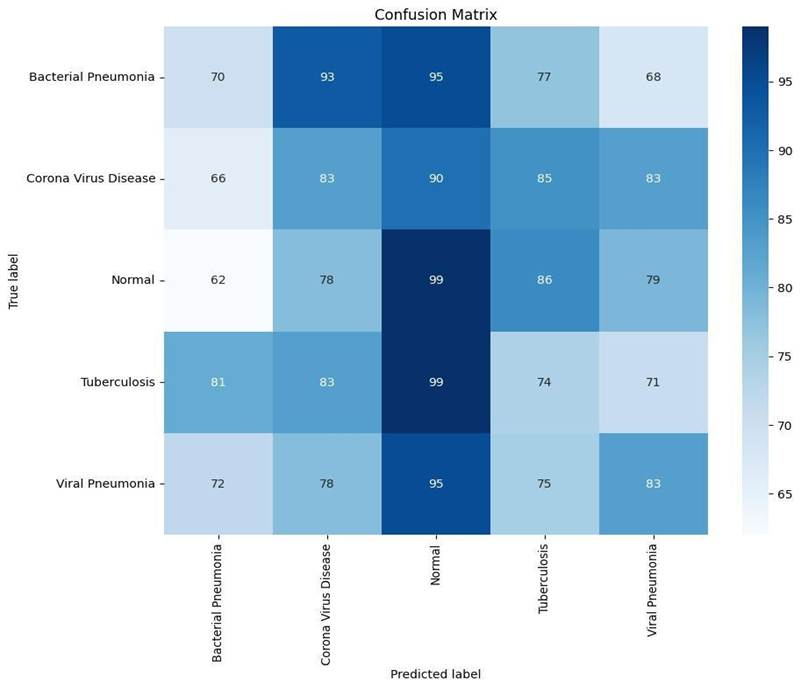 Confusion Matrix
Bacterial Pneumonia 70 93 95 77 68
Corona Virus Disease 66 83 90 85 83
Normal 62 78 99 86 79
Tuberculosis 81 83 99 74 71
Viral Pneumonia 72 78 95 75 83
True label
Bacterial Pneumonia
Corona Virus Disease
Normal
Tuberculosis
Viral Pneumonia
Predicted label
95
90
85
80
75
70
65